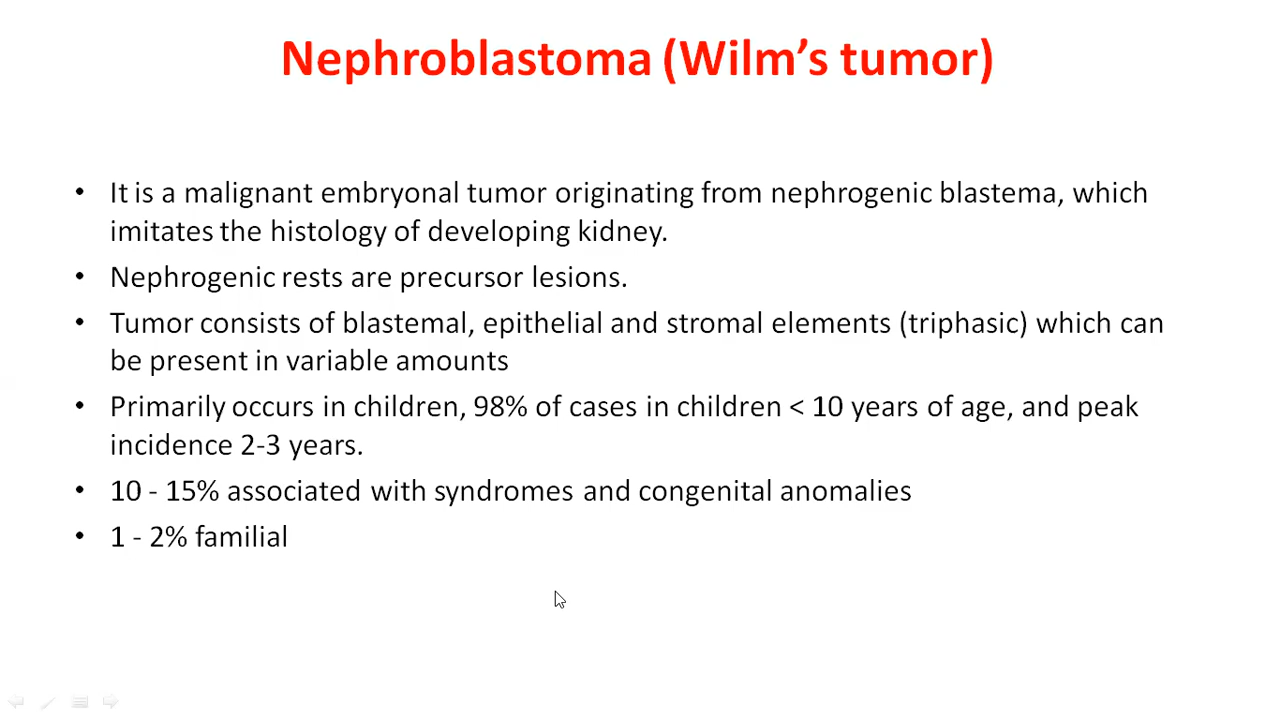 Nephroblastoma (Wilm’s tumor)
• It is a malignant embryonal tumor originating from nephrogenic blastema, which
imitates the histology of developing kidney.
• Nephrogenic rests are precursor lesions.
• Tumor consists of blastemal, epithelial and stromal elements (triphasic) which can
be present in variable amounts
• Primarily occurs in children, 98% of cases in children < 10 years of age, and peak
incidence 2-3 years.
• 10 - 15% associated with syndromes and congenital anomalies
• 1 - 2% familial